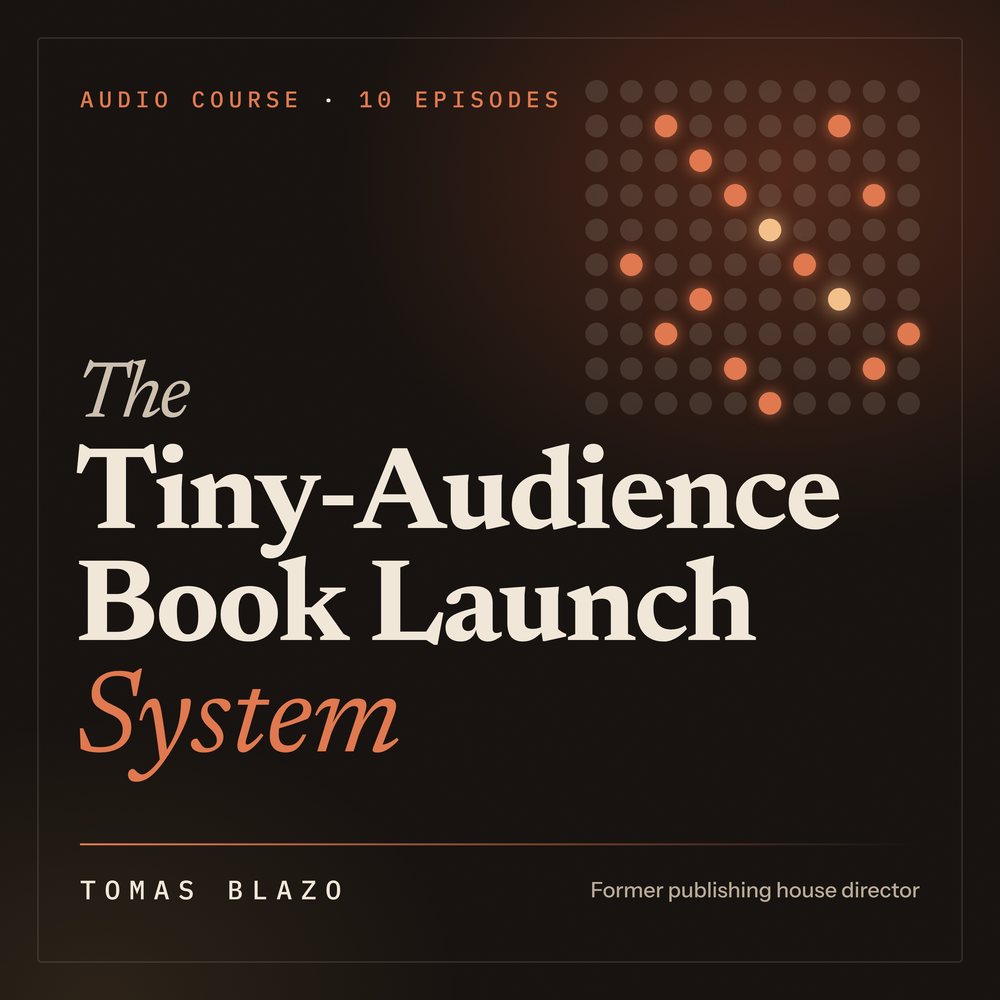 AUDIO COURSE · 10 EPISODES
The
Tiny-Audience
Book Launch
System
TOMAS BLAZO
Former publishing house director